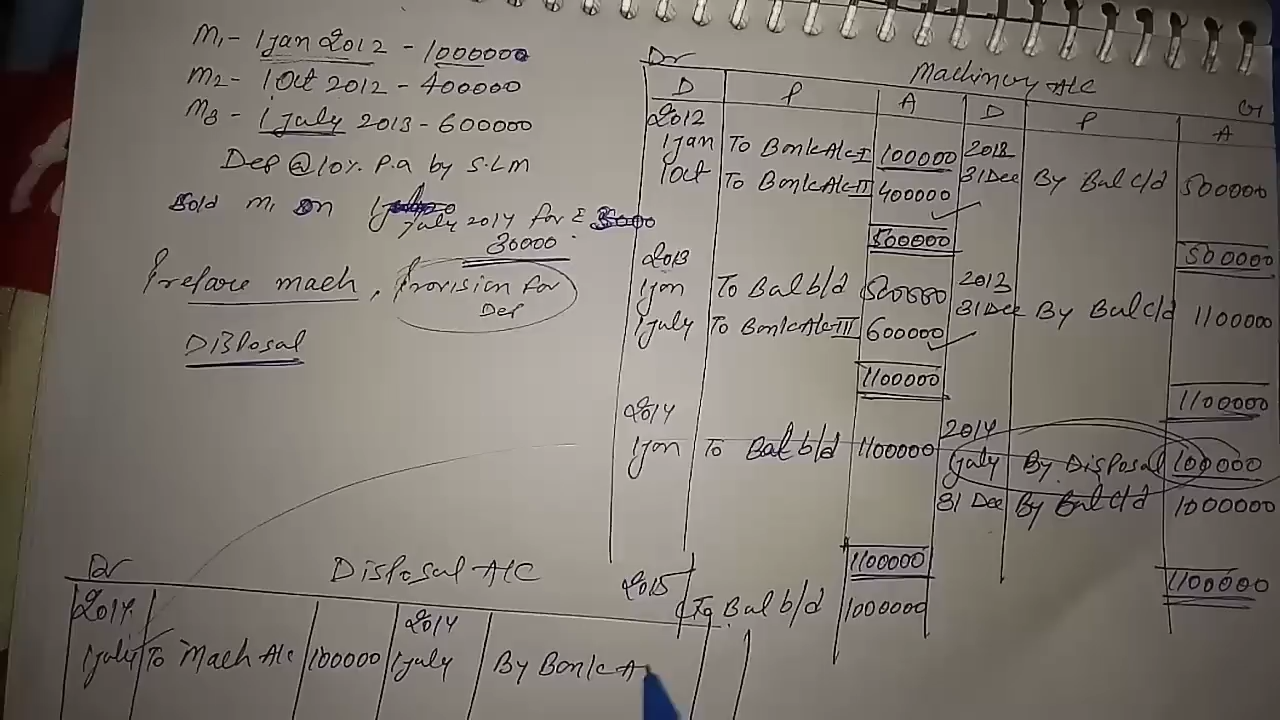 M1- 1 jan 2012 - 1000000
M2- 1 Oct 2012 - 400000
M3- 1 july 2013 - 600000
Dep @ 10% P.a by S.L.M
Sold M1 on 1 july 2014 for ₹
30000
Prepare mach, Provision for
Dep
Disposal
Dr Machinery A/C Cr
D P A D P A
2012
1 jan To Bank A/c I 100000 2012
31 Dec By Bal c/d 500000
1 Oct To Bank A/c II 400000
500000 500000
2013
1 jan To Bal b/d 500000 2013
31 Dec By Bal c/d 1100000
1 july To Bank A/c III 600000
1100000 1100000
2014
1 jan To Bal b/d 1100000 2014
1 july By Disposal 100000
31 Dec By Bal c/d 1000000
1100000 1100000
2015 To Bal b/d 1000000
Dr Disposal A/C
2014 2014
1 july To Mach A/c 100000 1 july By Bank A